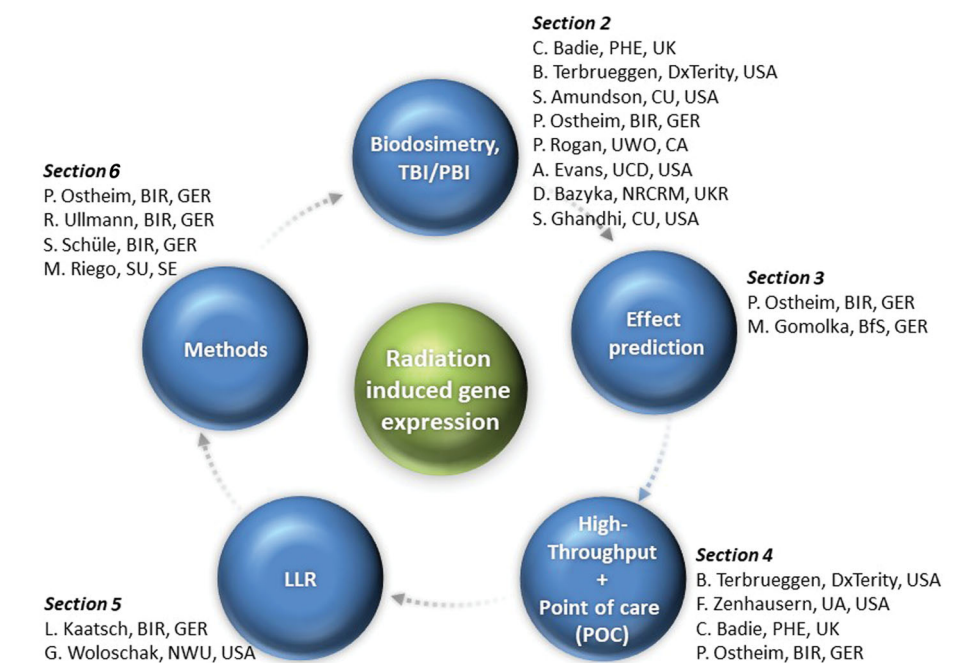 Section 2
C. Badie, PHE, UK
B. Terbrueggen, DxTerity, USA
S. Amundson, CU, USA
P. Ostheim, BIR, GER
P. Rogan, UWO, CA
A. Evans, UCD, USA
D. Bazyka, NRCRM, UKR
S. Ghandhi, CU, USA
Biodosimetry,
TBI/PBI
Section 3
P. Ostheim, BIR, GER
M. Gomolka, BfS, GER
Effect
prediction
Section 4
B. Terbrueggen, DxTerity, USA
F. Zenhausern, UA, USA
C. Badie, PHE, UK
P. Ostheim, BIR, GER
High-
Throughput
+
Point of care
(POC)
Section 5
L. Kaatsch, BIR, GER
G. Woloschak, NWU, USA
LLR
Section 6
P. Ostheim, BIR, GER
R. Ullmann, BIR, GER
S. Schüle, BIR, GER
M. Riego, SU, SE
Methods
Radiation
induced gene
expression